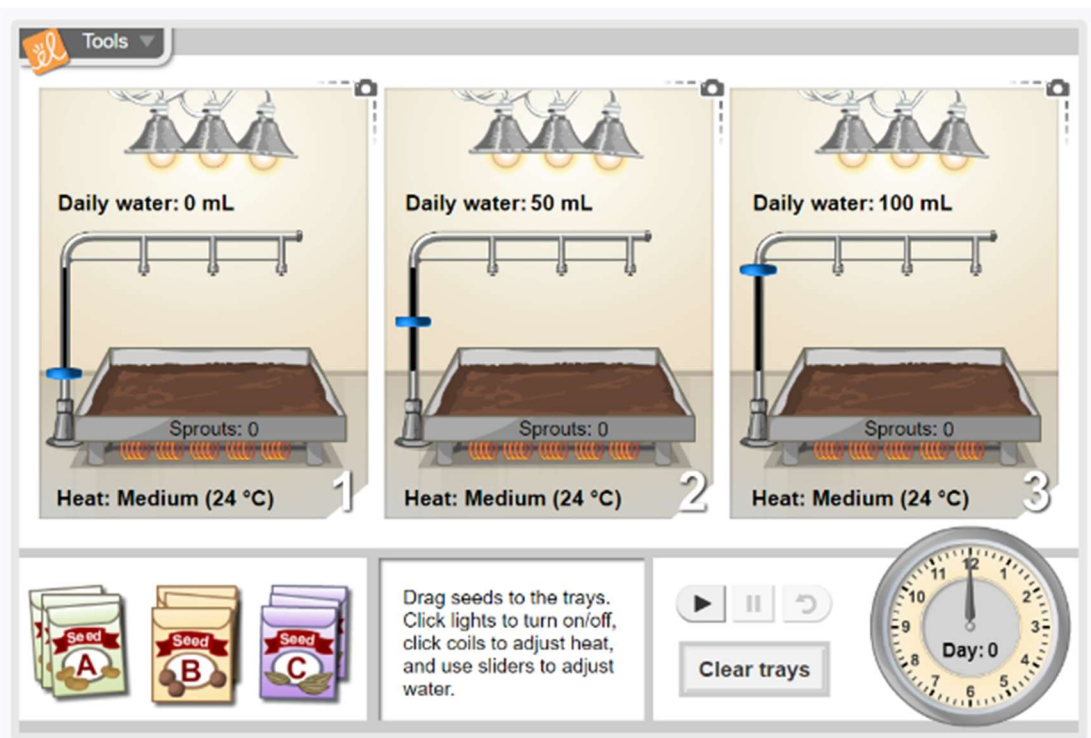 Tools
Daily water: 0 mL
Sprouts: 0
Heat: Medium (24 °C)
1
Daily water: 50 mL
Sprouts: 0
Heat: Medium (24 °C)
2
Daily water: 100 mL
Sprouts: 0
Heat: Medium (24 °C)
3
Seed
A
Seed
B
Seed
C
Drag seeds to the trays.
Click lights to turn on/off,
click coils to adjust heat,
and use sliders to adjust
water.
Clear trays
12
1
2
3
4
5
6
7
8
9
10
11
Day: 0